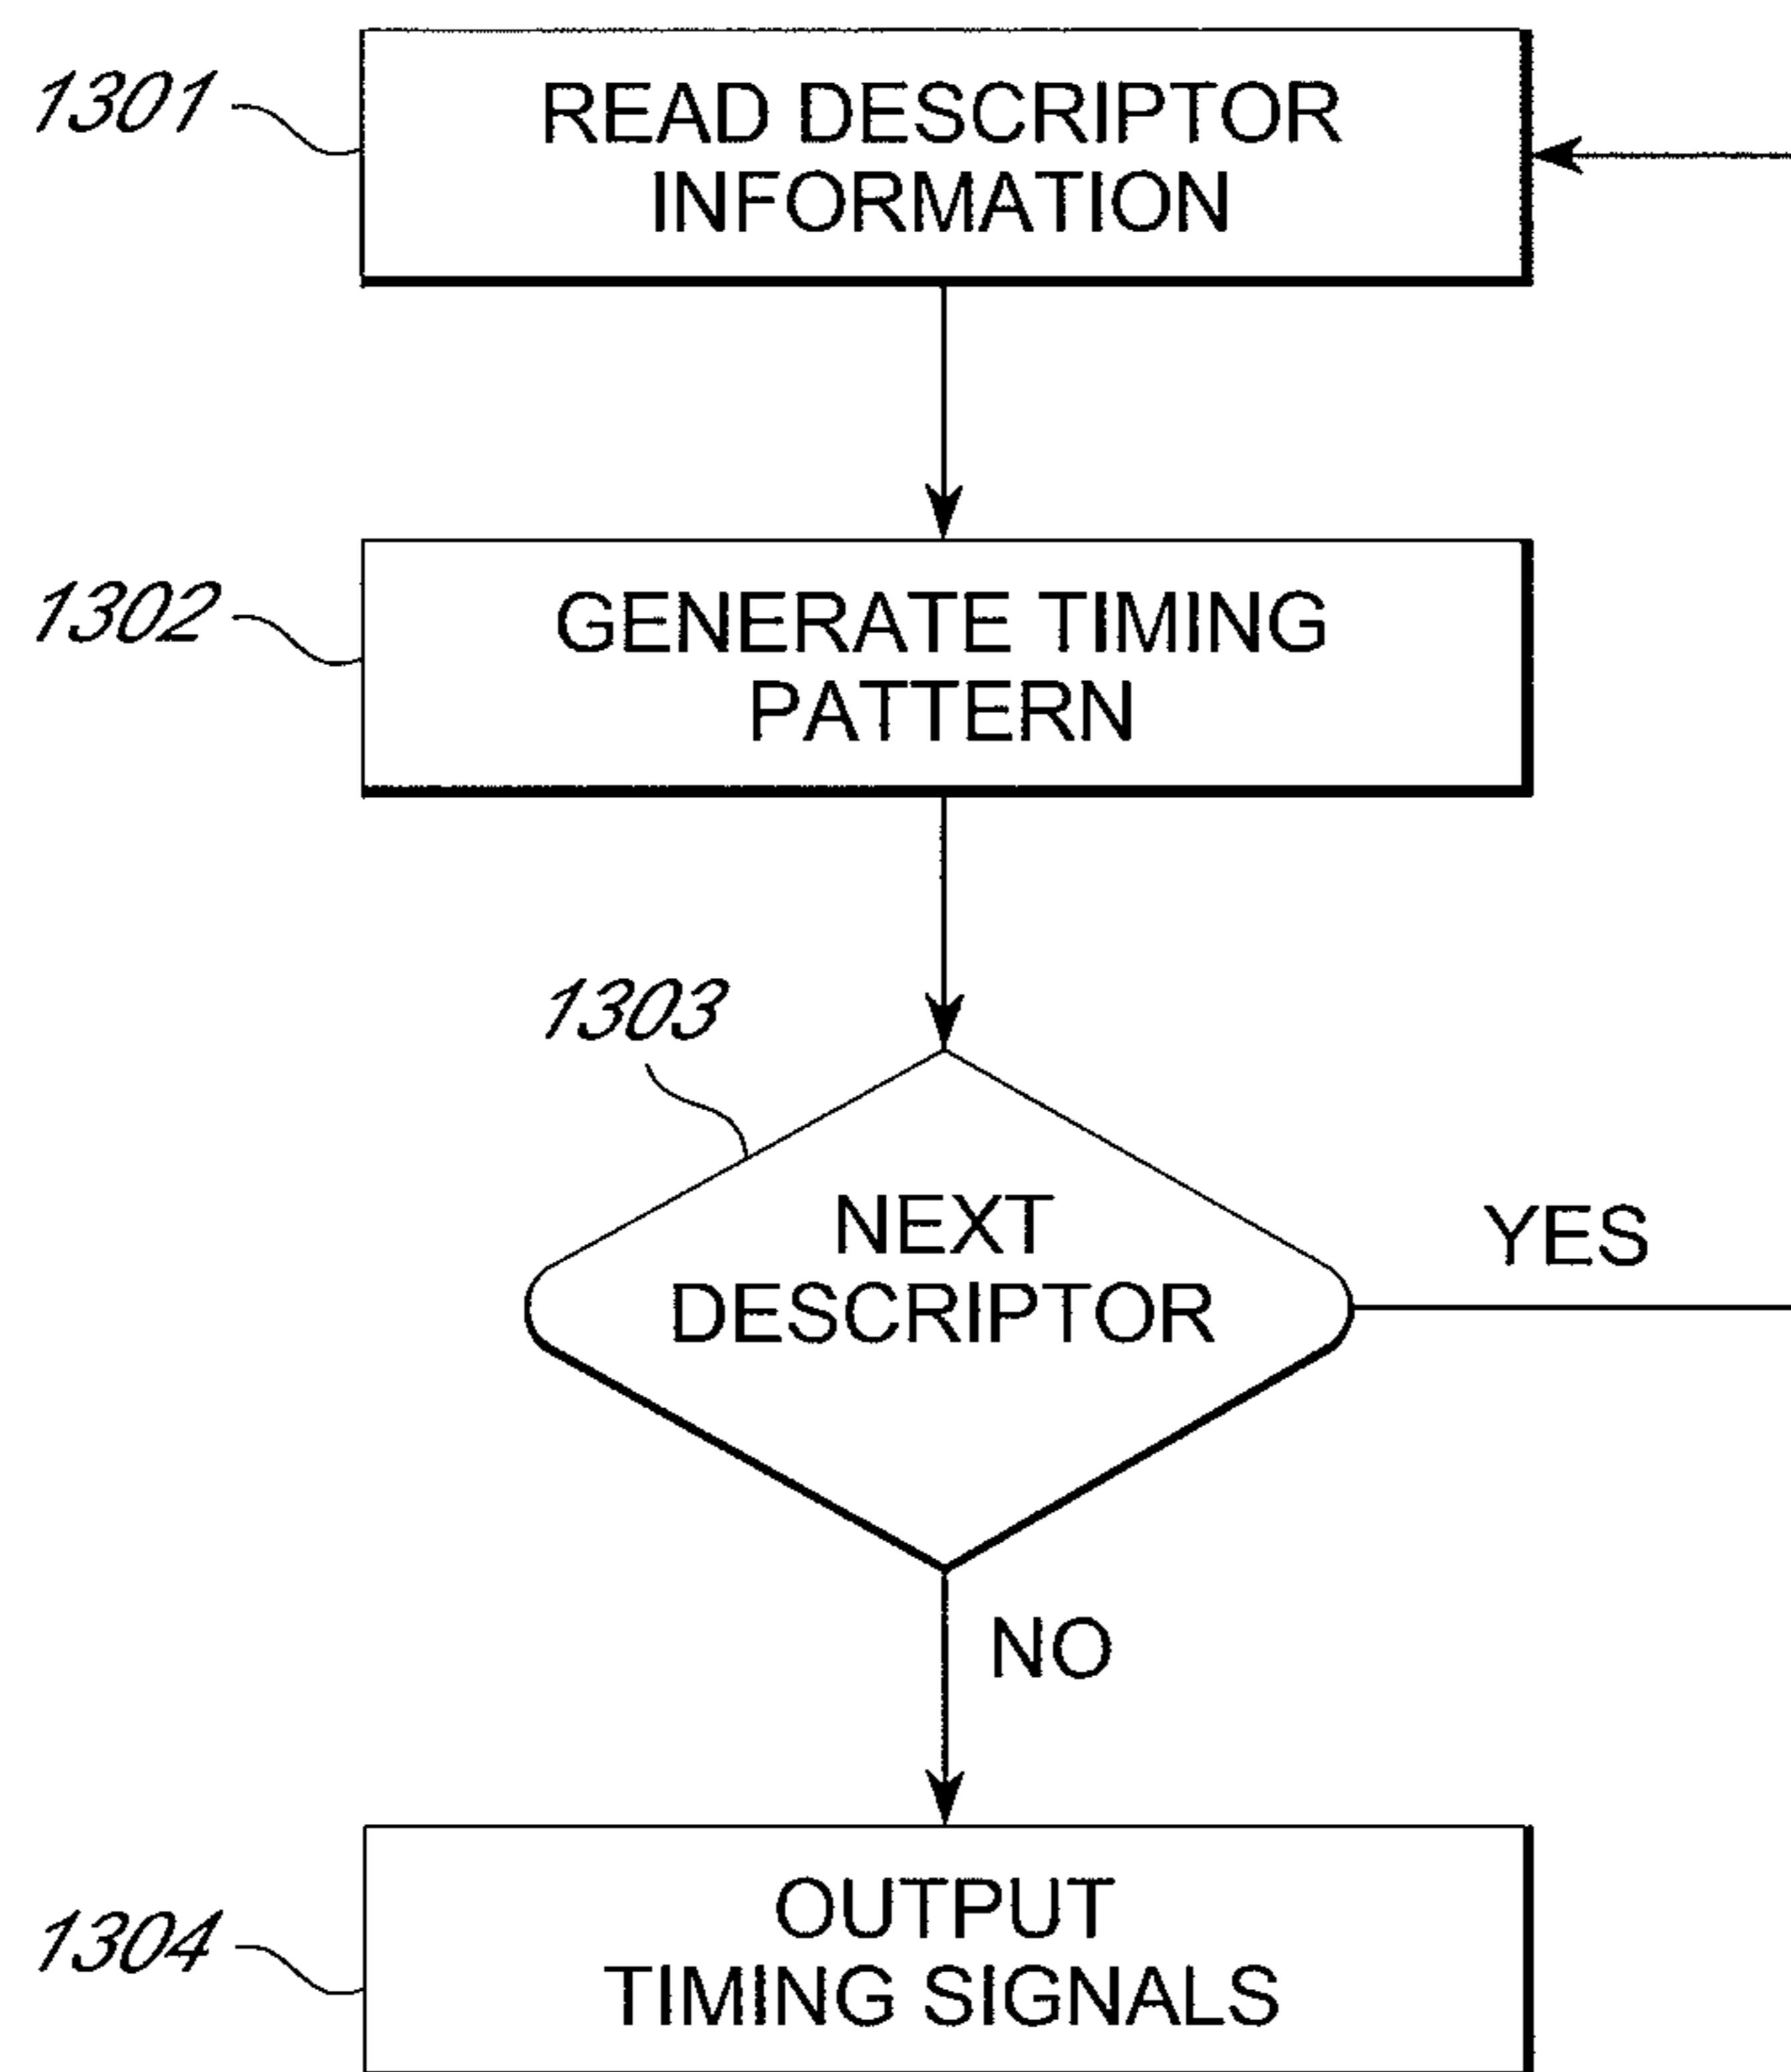 1301
READ DESCRIPTOR
INFORMATION
1302
GENERATE TIMING
PATTERN
1303
NEXT
DESCRIPTOR
YES
NO
1304
OUTPUT
TIMING SIGNALS